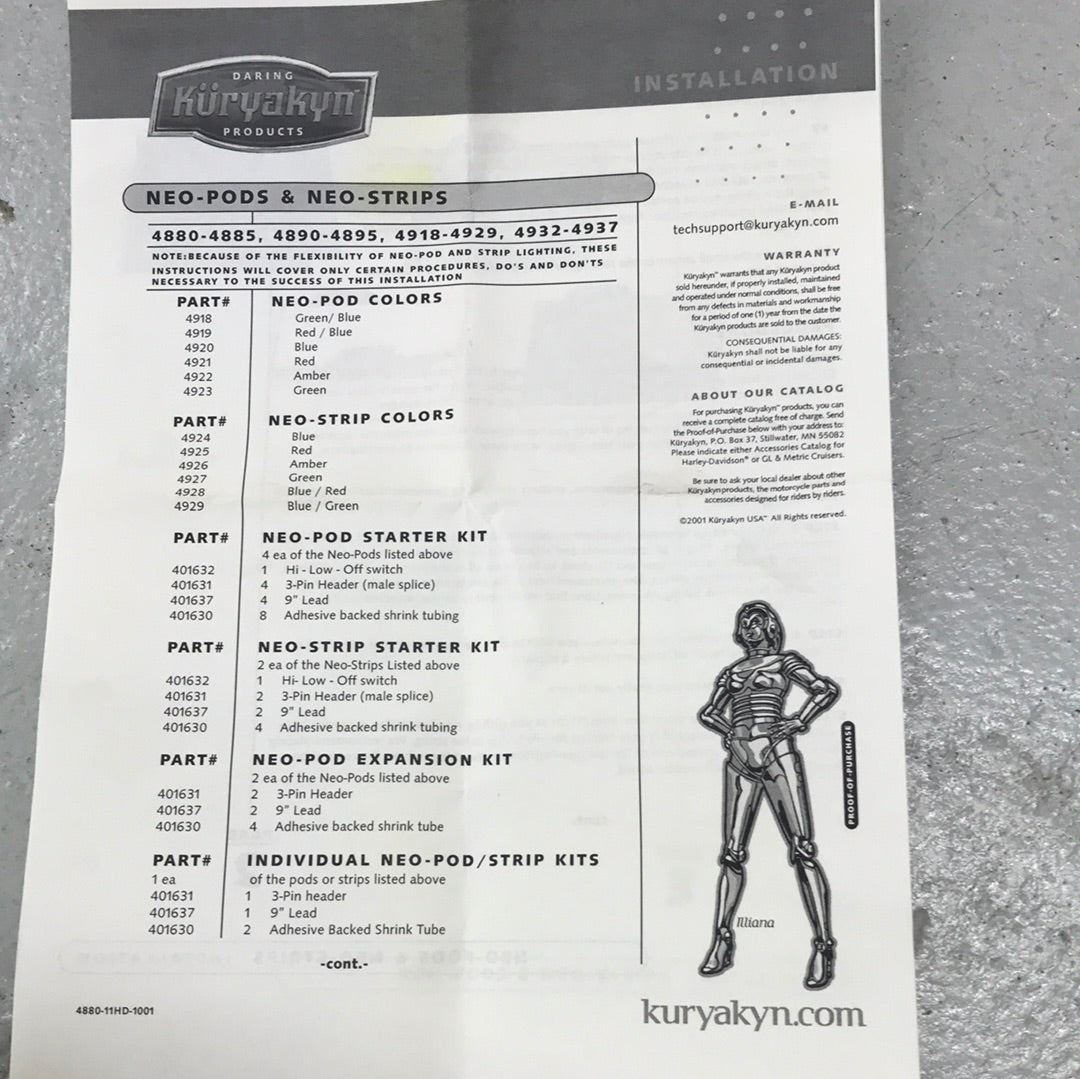 DARING
Küryakyn
PRODUCTS
INSTALLATION
NEO-PODS & NEO-STRIPS
4880-4885, 4890-4895, 4918-4929, 4932-4937
NOTE:BECAUSE OF THE FLEXIBILITY OF NEO-POD AND STRIP LIGHTING, THESE
INSTRUCTIONS WILL COVER ONLY CERTAIN PROCEDURES, DO'S AND DON'TS
NECESSARY TO THE SUCCESS OF THIS INSTALLATION
PART# NEO-POD COLORS
4918 Green/ Blue
4919 Red / Blue
4920 Blue
4921 Red
4922 Amber
4923 Green
PART# NEO-STRIP COLORS
4924 Blue
4925 Red
4926 Amber
4927 Green
4928 Blue / Red
4929 Blue / Green
PART# NEO-POD STARTER KIT
4 ea of the Neo-Pods listed above
401632 1 Hi - Low - Off switch
401631 4 3-Pin Header (male splice)
401637 4 9" Lead
401630 8 Adhesive backed shrink tubing
PART# NEO-STRIP STARTER KIT
2 ea of the Neo-Strips Listed above
401632 1 Hi- Low - Off switch
401631 2 3-Pin Header (male splice)
401637 2 9" Lead
401630 4 Adhesive backed shrink tubing
PART# NEO-POD EXPANSION KIT
2 ea of the Neo-Pods listed above
401631 2 3-Pin Header
401637 2 9" Lead
401630 4 Adhesive backed shrink tube
PART# INDIVIDUAL NEO-POD/STRIP KITS
1 ea of the pods or strips listed above
401631 1 3-Pin header
401637 1 9" Lead
401630 2 Adhesive Backed Shrink Tube
-cont.-
4880-11HD-1001
E-MAIL
techsupport@kuryakyn.com
WARRANTY
Küryakyn™ warrants that any Küryakyn product
sold hereunder, if properly installed, maintained
and operated under normal conditions, shall be free
from any defects in materials and workmanship
for a period of one (1) year from the date the
Küryakyn products are sold to the customer.
CONSEQUENTIAL DAMAGES:
Küryakyn shall not be liable for any
consequential or incidental damages.
ABOUT OUR CATALOG
For purchasing Küryakyn™ products, you can
receive a complete catalog free of charge. Send
the Proof-of-Purchase below with your address to:
Küryakyn, P.O. Box 37, Stillwater, MN 55082
Please indicate either Accessories Catalog for
Harley-Davidson® or GL & Metric Cruisers.
Be sure to ask your local dealer about other
Küryakyn products, the motorcycle parts and
accessories designed for riders by riders.
©2001 Küryakyn USA™ All Rights reserved.
PROOF-OF-PURCHASE
Illiana
kuryakyn.com